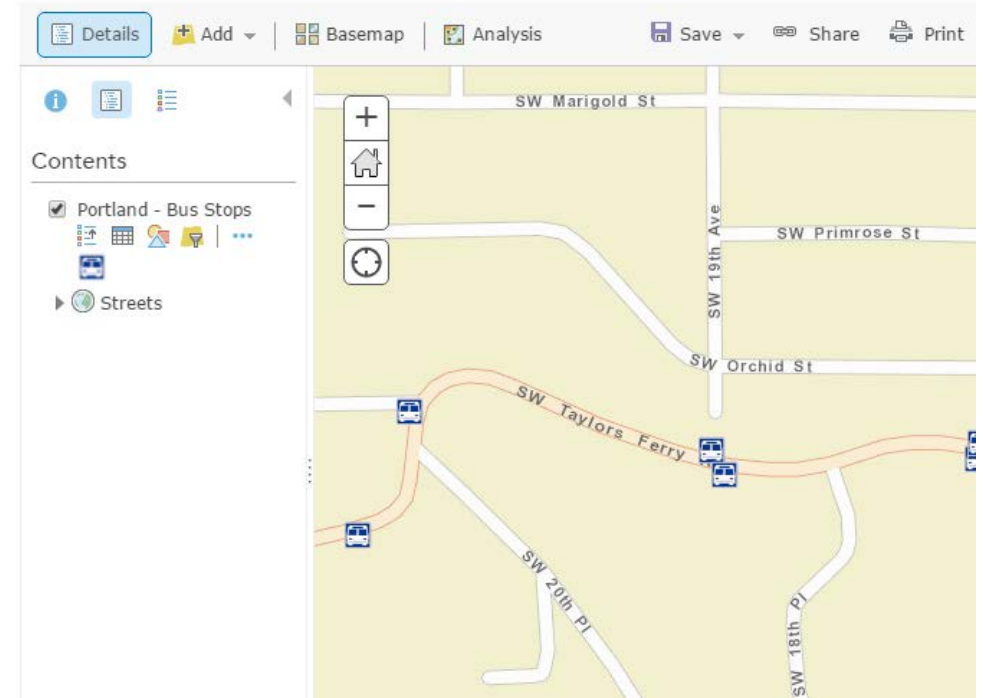 Details Add Basemap Analysis Save Share Print
Contents
Portland - Bus Stops
Streets
SW Marigold St
SW 19th Ave
SW Primrose St
SW Orchid St
SW Taylors Ferry
SW 20th Pl
SW 18th Pl